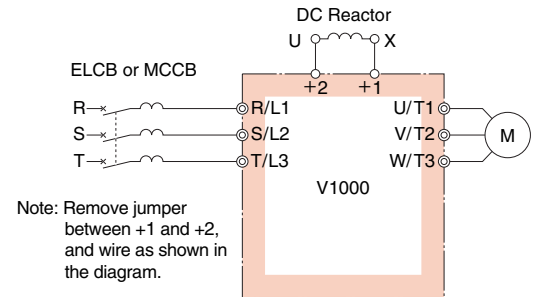 DC Reactor
U X
ELCB or MCCB
+2 +1
R R/L1 U/T1
S S/L2 V/T2 M
T T/L3 W/T3
V1000
Note: Remove jumper
between +1 and +2,
and wire as shown in
the diagram.